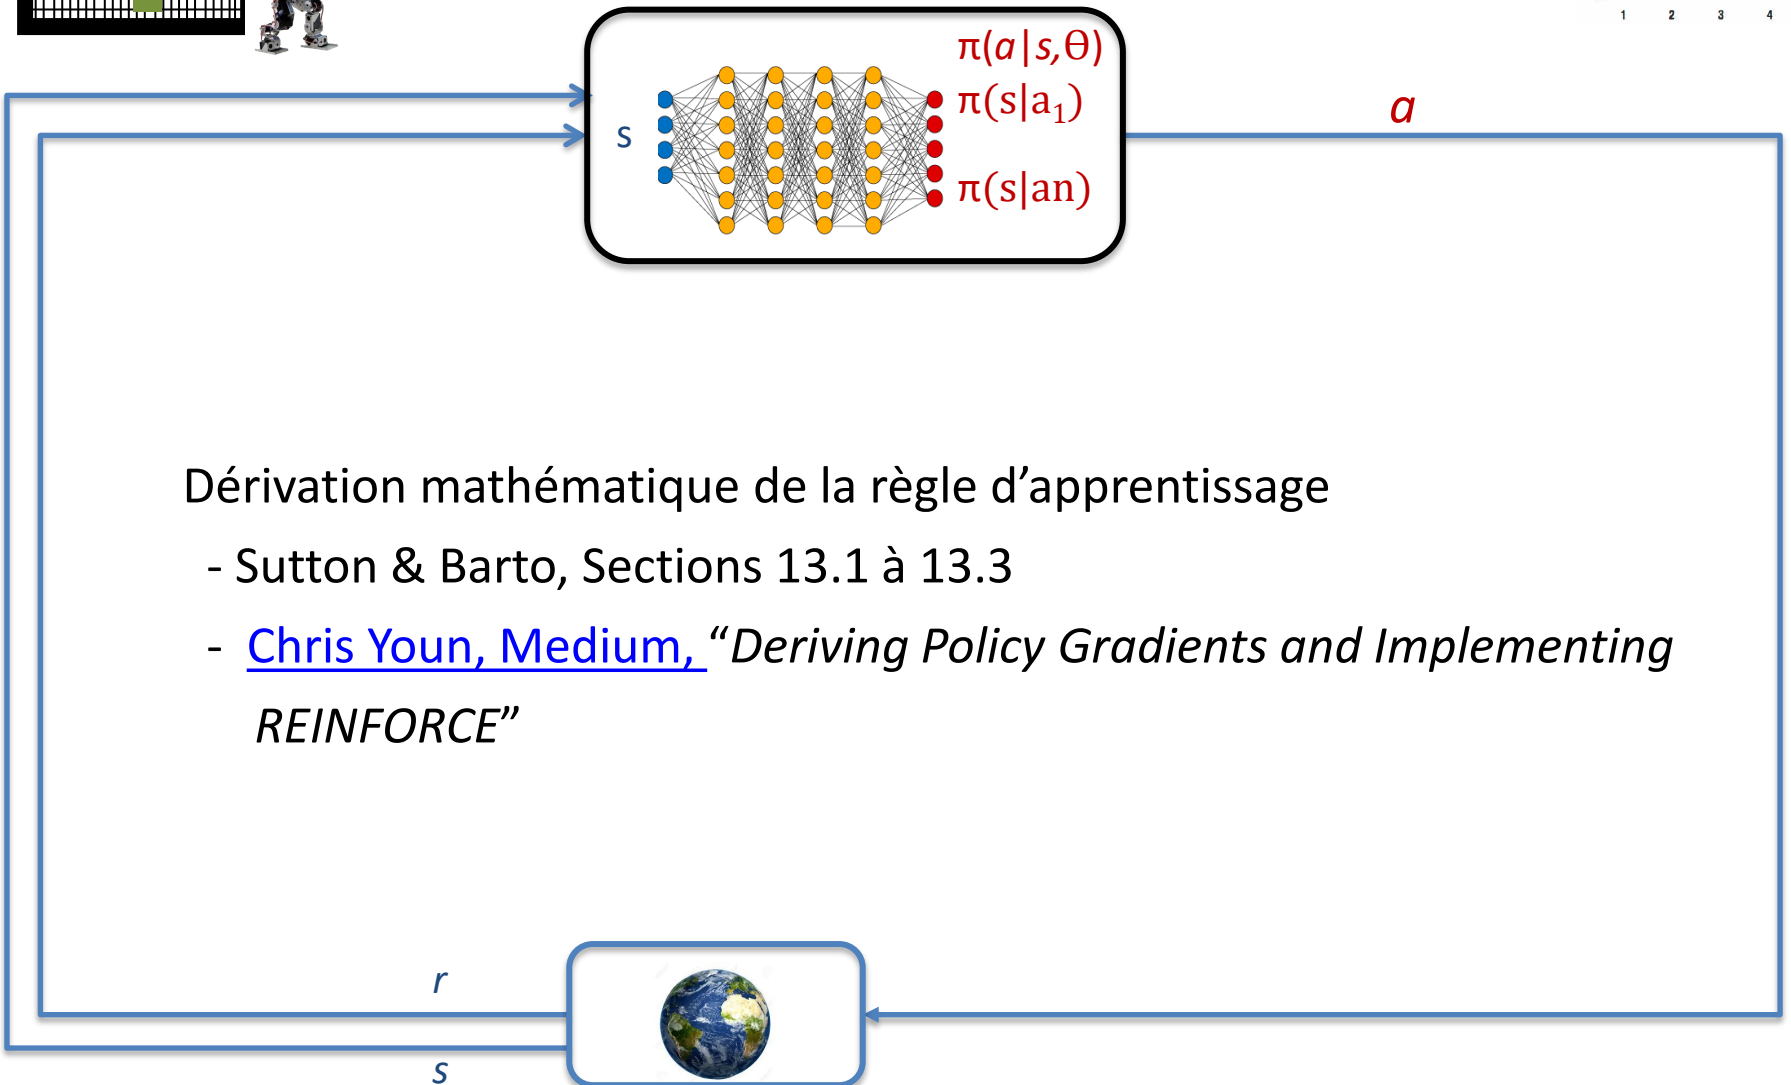 1 2 3 4
π(a|s,Θ)
π(s|a₁)
s
π(s|an)
a
Dérivation mathématique de la règle d’apprentissage
- Sutton & Barto, Sections 13.1 à 13.3
- Chris Youn, Medium, “Deriving Policy Gradients and Implementing
REINFORCE”
r
s